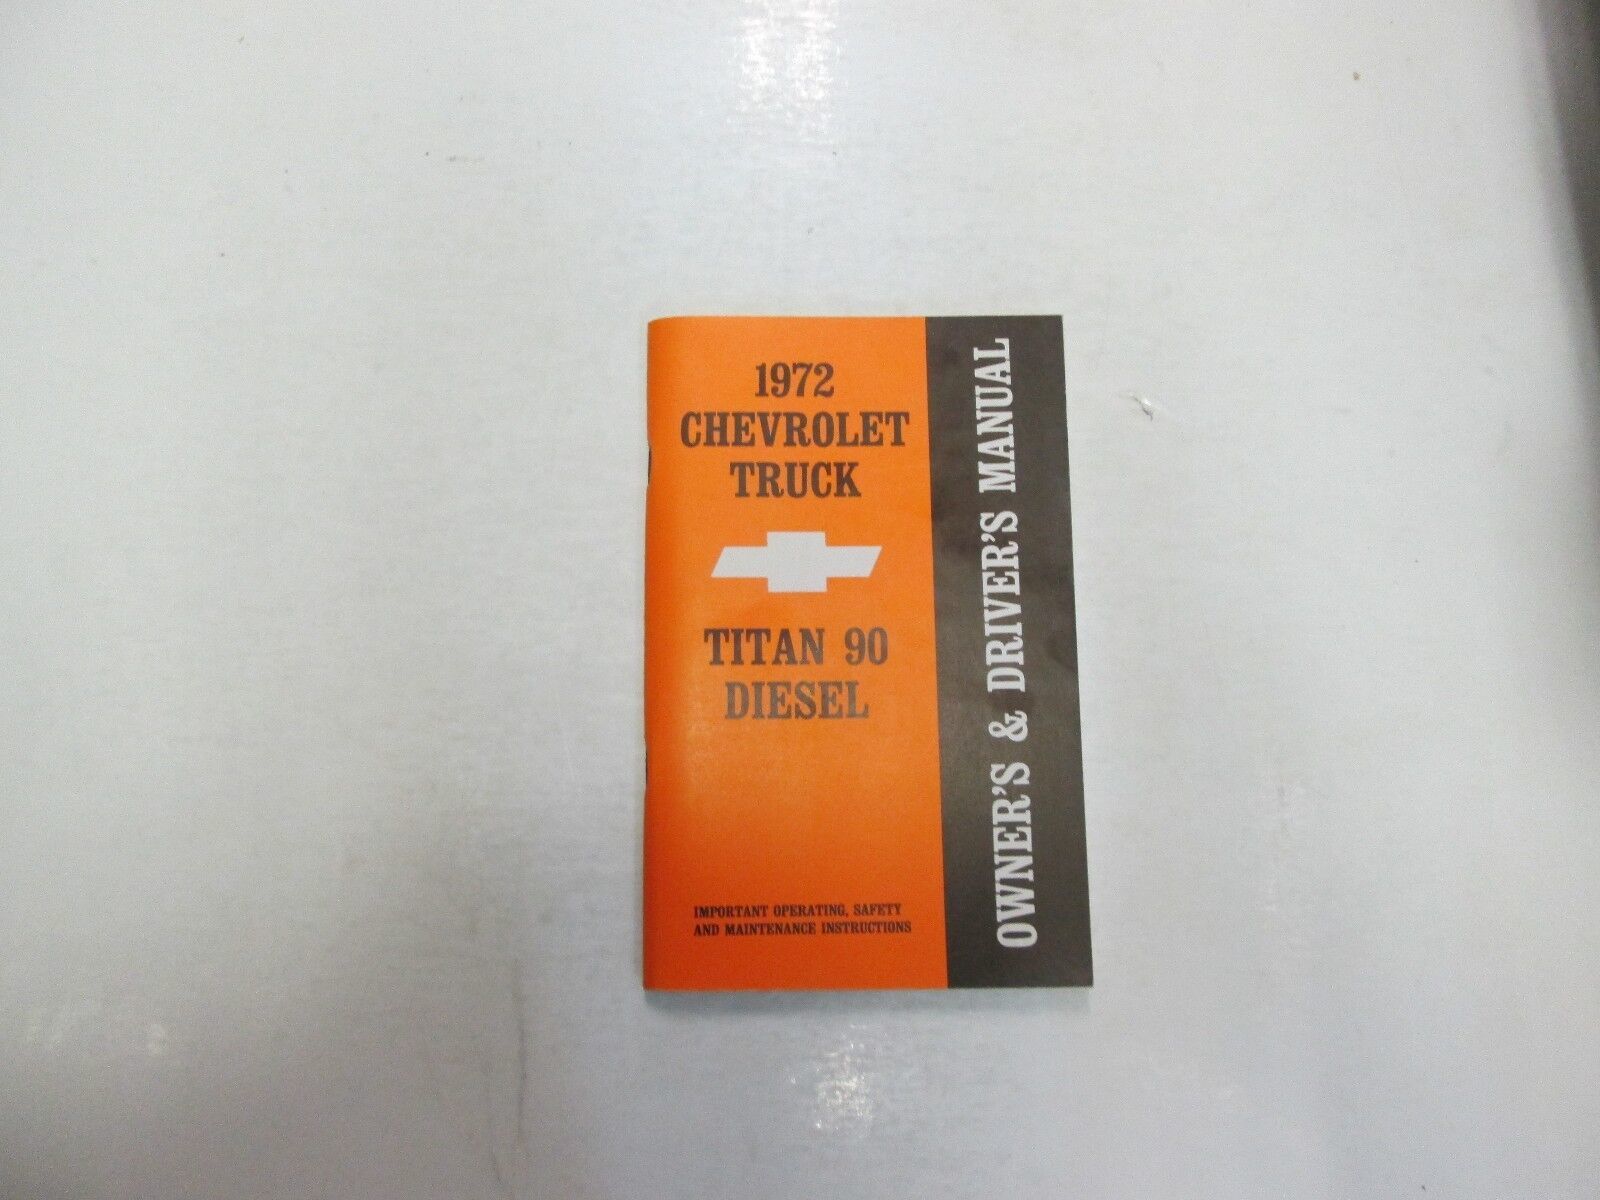 1972
CHEVROLET
TRUCK
TITAN 90
DIESEL
IMPORTANT OPERATING, SAFETY
AND MAINTENANCE INSTRUCTIONS
OWNER'S & DRIVER'S MANUAL